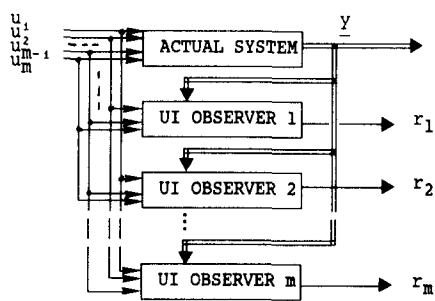 u₁
u₂
uₘ₋₁
uₘ
ACTUAL SYSTEM
y
UI OBSERVER 1
r₁
UI OBSERVER 2
r₂
UI OBSERVER m
rₘ